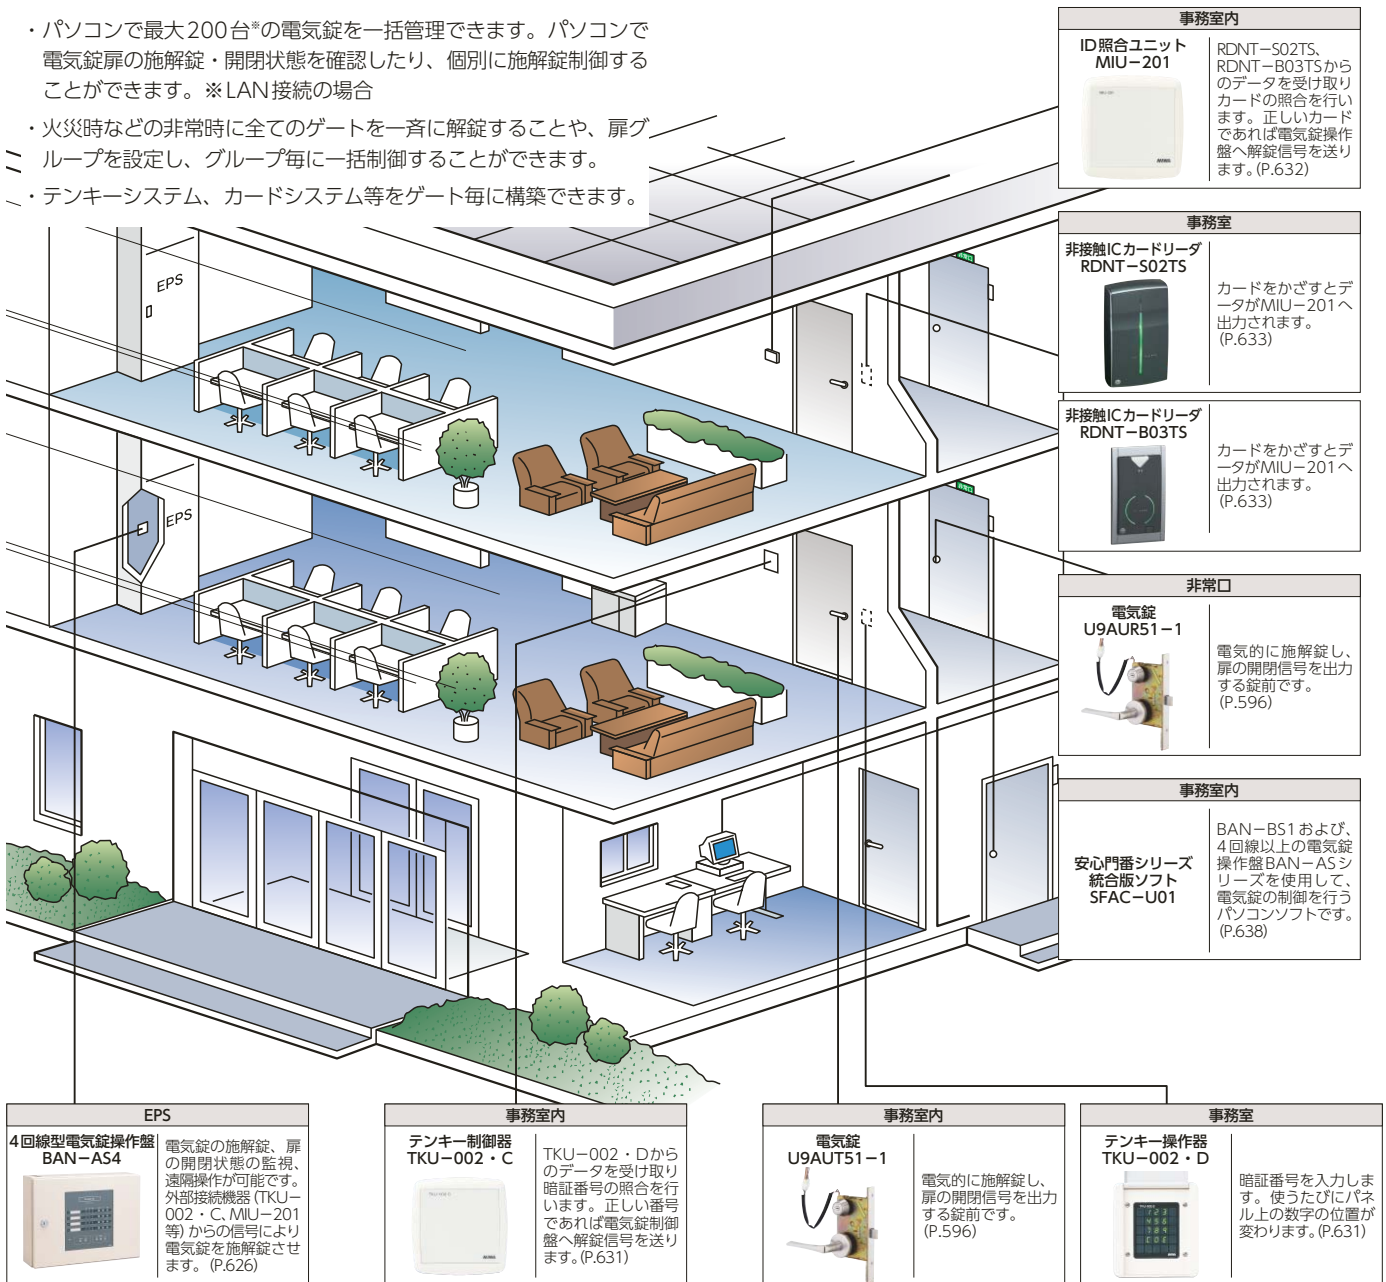 ・パソコンで最大200台※の電気錠を一括管理できます。パソコンで
電気錠扉の施解錠・開閉状態を確認したり、個別に施解錠制御する
ことができます。※LAN接続の場合
・火災時などの非常時に全てのゲートを一斉に解錠することや、扉グ
ループを設定し、グループ毎に一括制御することができます。
・テンキーシステム、カードシステム等をゲート毎に構築できます。
事務室内
ID照合ユニット
MIU−201
RDNT−S02TS、
RDNT−B03TSから
のデータを受け取り
カードの照合を行い
ます。正しいカード
であれば電気錠操作
盤へ解錠信号を送り
ます。(P.632)
事務室
非接触ICカードリーダ
RDNT−S02TS
カードをかざすとデ
ータがMIU−201へ
出力されます。
(P.633)
非接触ICカードリーダ
RDNT−B03TS
カードをかざすとデ
ータがMIU−201へ
出力されます。
(P.633)
非常口
電気錠
U9AUR51−1
電気的に施解錠し、
扉の開閉信号を出力
する錠前です。
(P.596)
事務室内
安心門番シリーズ
統合版ソフト
SFAC−U01
BAN−BS1および、
4回線以上の電気錠
操作盤BAN−ASシ
リーズを使用して、
電気錠の制御を行う
パソコンソフトです。
(P.638)
EPS
EPS
非常口
非常口
EPS
4回線型電気錠操作盤
BAN−AS4
電気錠の施解錠、扉
の開閉状態の監視、
遠隔操作が可能です。
外部接続機器(TKU−
002・C、MIU−201
等)からの信号により
電気錠を施解錠させ
ます。(P.626)
事務室内
テンキー制御器
TKU−002・C
TKU−002・Dから
のデータを受け取り
暗証番号の照合を行
います。正しい番号
であれば電気錠制御
盤へ解錠信号を送り
ます。(P.631)
事務室内
電気錠
U9AUT51−1
電気的に施解錠し、
扉の開閉信号を出力
する錠前です。
(P.596)
事務室
テンキー操作器
TKU−002・D
暗証番号を入力しま
す。使うたびにパネ
ル上の数字の位置が
変わります。(P.631)